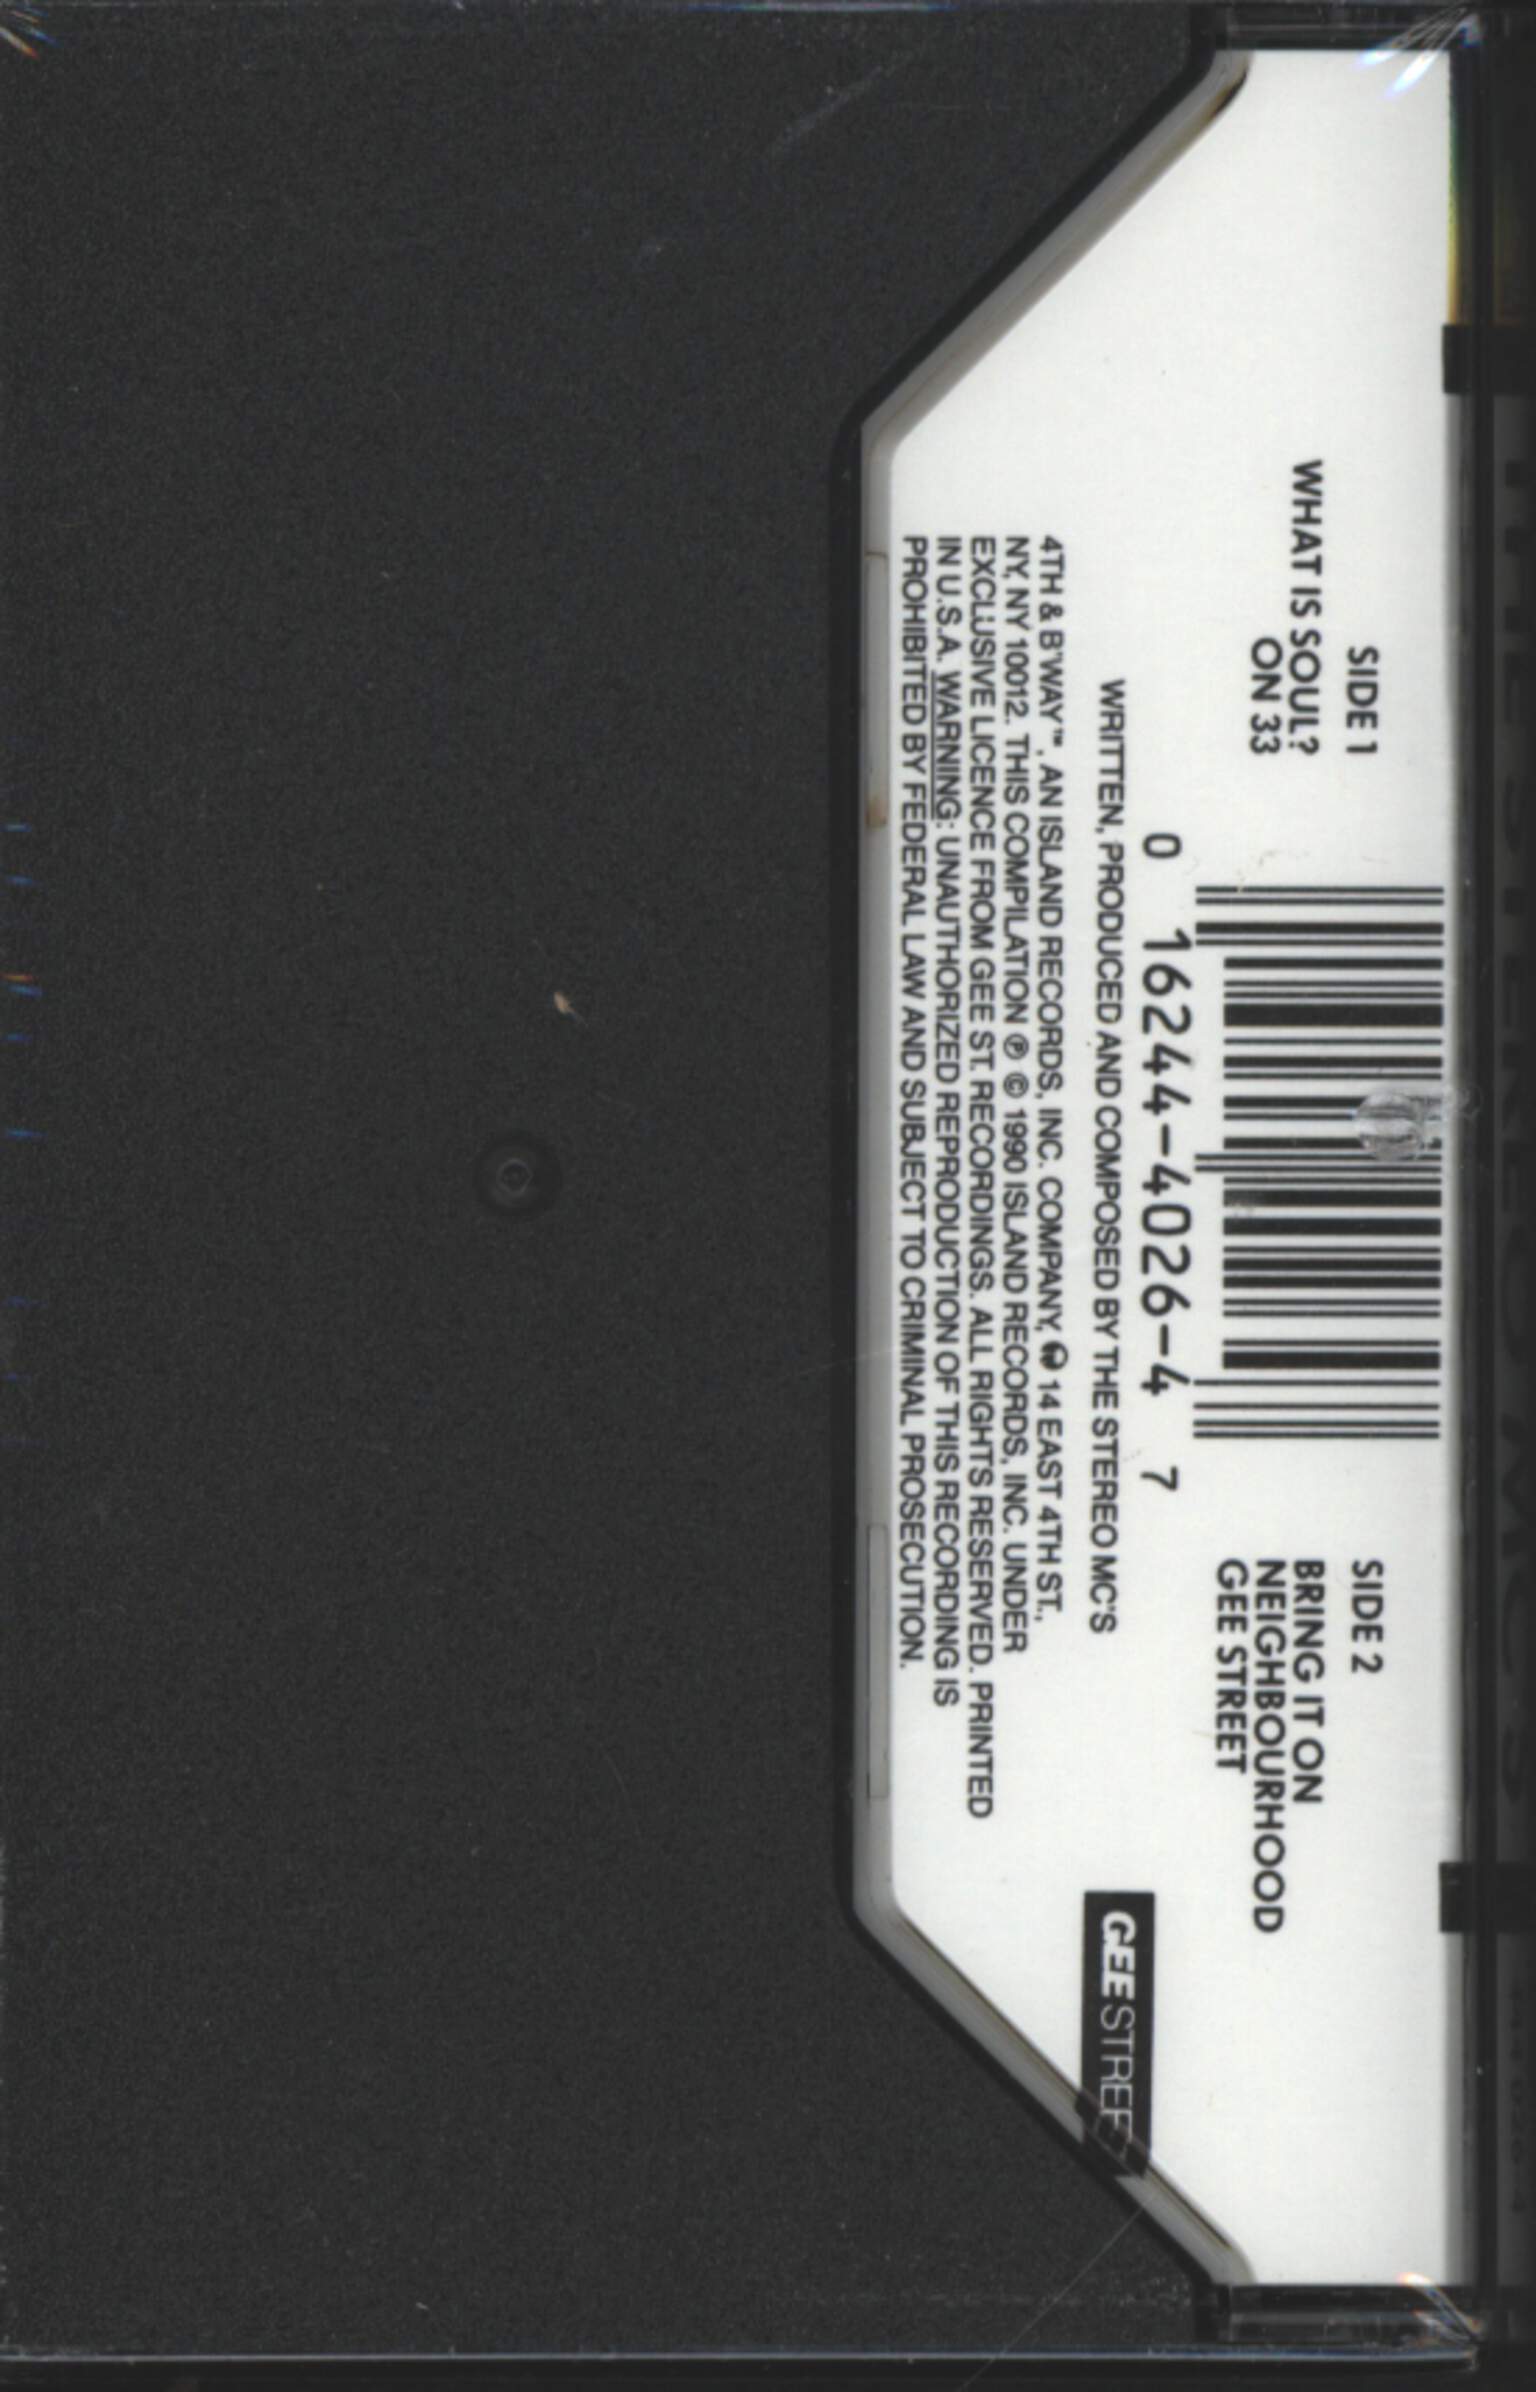 SIDE 1
WHAT IS SOUL?
ON 33
0 16244-4026-4 7
SIDE 2
BRING IT ON
NEIGHBOURHOOD
GEE STREET
WRITTEN, PRODUCED AND COMPOSED BY THE STEREO MC'S
4TH & B'WAY™, AN ISLAND RECORDS, INC. COMPANY, 14 EAST 4TH ST.,
NY, NY 10012. THIS COMPILATION ℗ © 1990 ISLAND RECORDS, INC. UNDER
EXCLUSIVE LICENCE FROM GEE ST. RECORDINGS. ALL RIGHTS RESERVED. PRINTED
IN U.S.A. WARNING: UNAUTHORIZED REPRODUCTION OF THIS RECORDING IS
PROHIBITED BY FEDERAL LAW AND SUBJECT TO CRIMINAL PROSECUTION.
GEE STREET